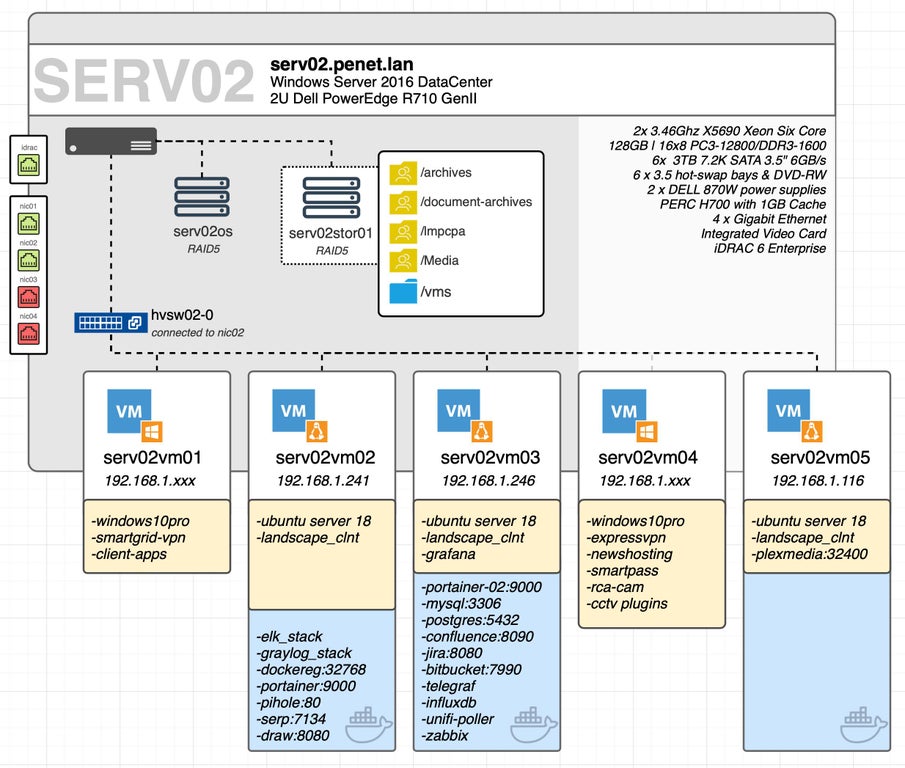 SERV02
serv02.penet.lan
Windows Server 2016 DataCenter
2U Dell PowerEdge R710 GenII
2x 3.46Ghz X5690 Xeon Six Core
128GB | 16x8 PC3-12800/DDR3-1600
6x 3TB 7.2K SATA 3.5" 6GB/s
6 x 3.5 hot-swap bays & DVD-RW
2 x DELL 870W power supplies
PERC H700 with 1GB Cache
4 x Gigabit Ethernet
Integrated Video Card
iDRAC 6 Enterprise
idrac
nic01
nic02
nic03
nic04
serv02os
RAID5
serv02stor01
RAID5
/archives
/document-archives
/lmpcpa
/Media
/vms
hvsw02-0
connected to nic02
VM
serv02vm01
192.168.1.xxx
-windows10pro
-smartgrid-vpn
-client-apps
VM
serv02vm02
192.168.1.241
-ubuntu server 18
-landscape_clnt
-elk_stack
-graylog_stack
-dockereg:32768
-portainer:9000
-pihole:80
-serp:7134
-draw:8080
VM
serv02vm03
192.168.1.246
-ubuntu server 18
-landscape_clnt
-grafana
-portainer-02:9000
-mysql:3306
-postgres:5432
-confluence:8090
-jira:8080
-bitbucket:7990
-telegraf
-influxdb
-unifi-poller
-zabbix
VM
serv02vm04
192.168.1.xxx
-windows10pro
-expressvpn
-newshosting
-smartpass
-rca-cam
-cctv plugins
VM
serv02vm05
192.168.1.116
-ubuntu server 18
-landscape_clnt
-plexmedia:32400